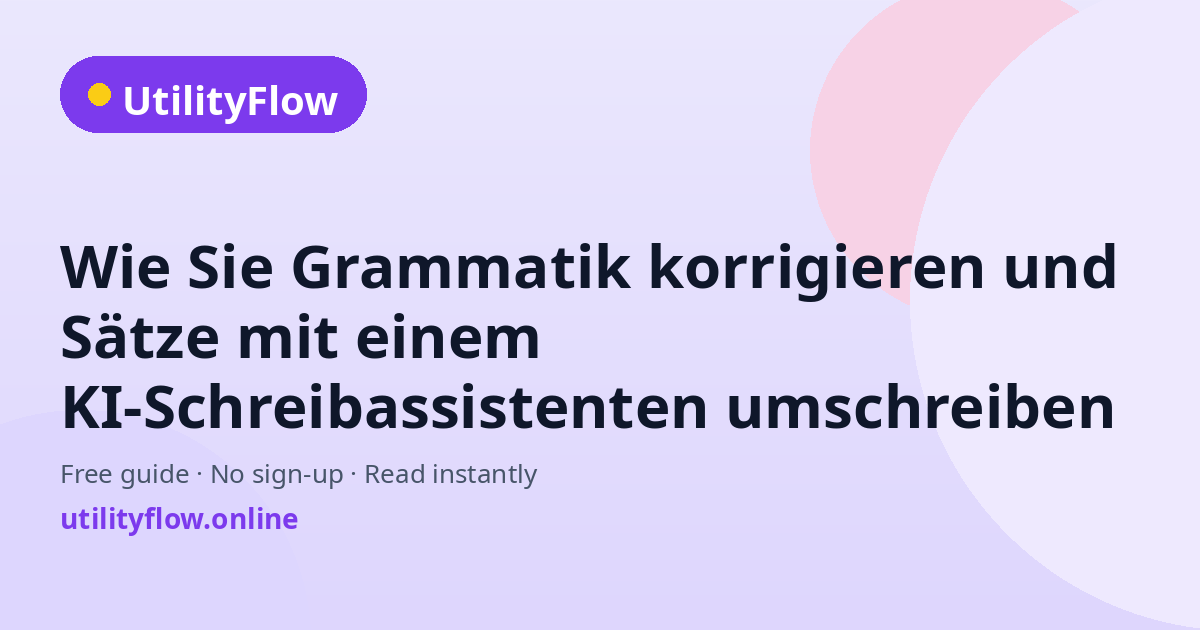 UtilityFlow
Wie Sie Grammatik korrigieren und
Sätze mit einem
KI-Schreibassistenten umschreiben
Free guide · No sign-up · Read instantly
utilityflow.online